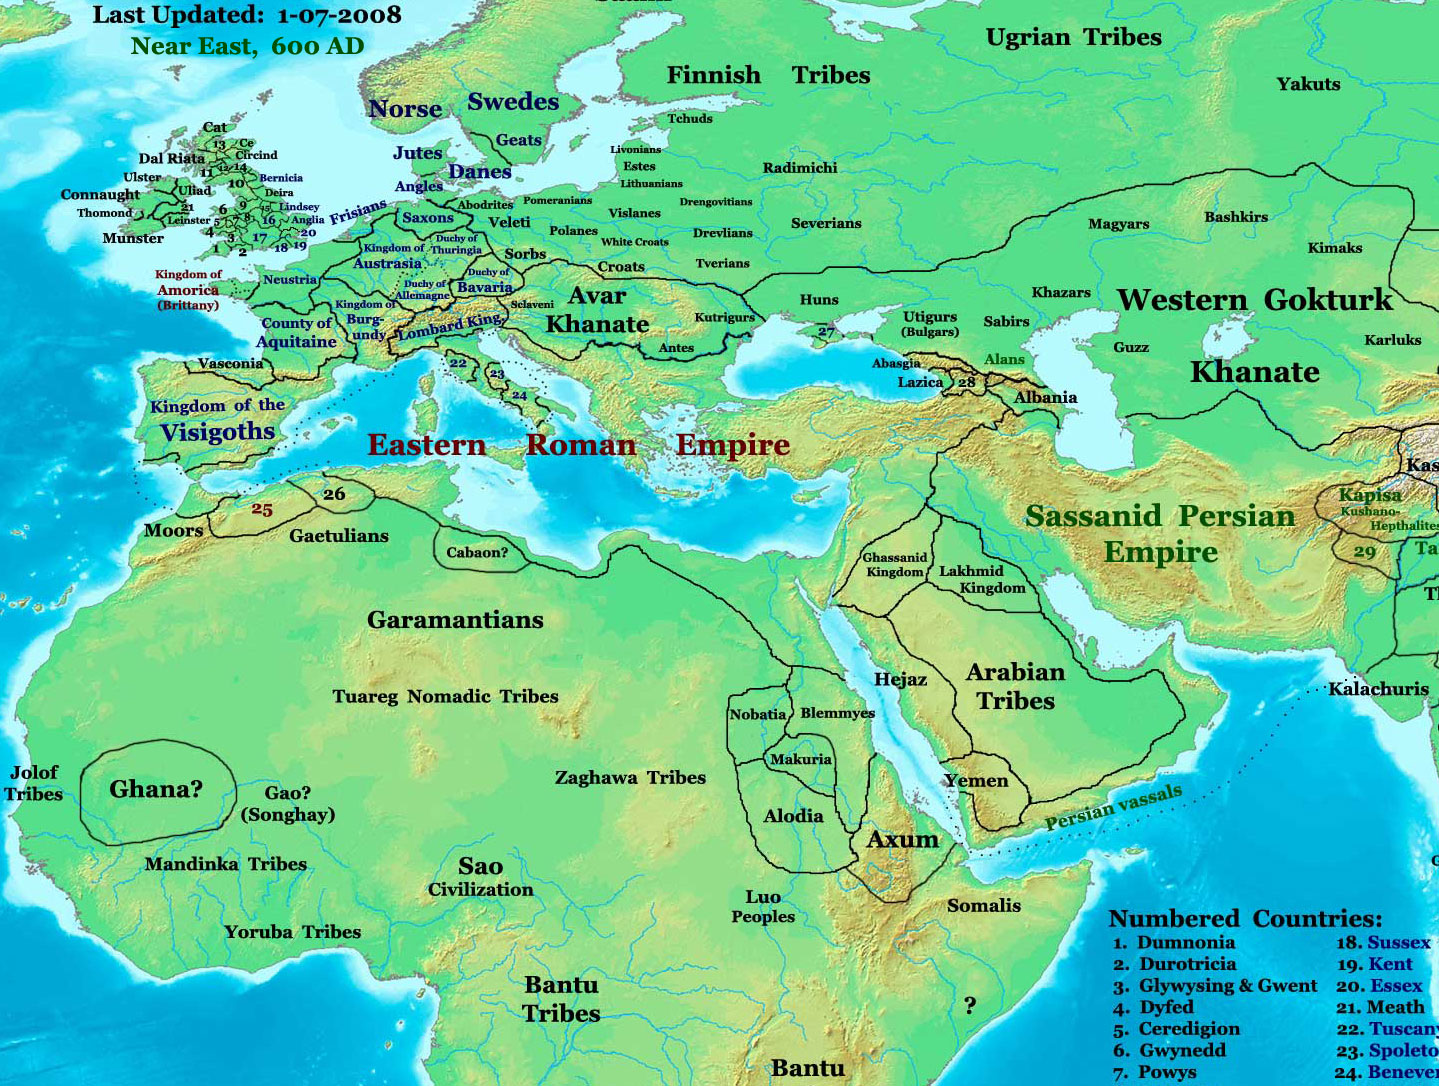 Last Updated: 1-07-2008
Near East, 600 AD
Ugrian Tribes
Finnish Tribes
Yakuts
Norse
Swedes
Geats
Tchuds
Jutes
Danes
Angles
Livonians
Estes
Lithuanians
Radimichi
Cat
13
Ce
Circind
Dal Riata
12
14
11
10
Bernicia
Ulster
Uliad
Deira
Connaught
21
Thomond
Leinster
Munster
Lindsey
Anglia
6
9
15
16
5
7
8
20
4
3
17
1
2
18
19
Frisians
Saxons
Abodrites
Pomeranians
Drengovitians
Veleti
Vislanes
Polanes
Drevlians
Severians
White Croats
Sorbs
Croats
Tverians
Magyars
Bashkirs
Kimaks
Kingdom of
Austrasia
Duchy of
Thuringia
Kingdom of
Amorica
(Brittany)
Neustria
Duchy of
Allemagne
Duchy of
Bavaria
Kingdom of
Burg-
undy
Lombard King.
Sclaveni
Avar
Khanate
Kutrigurs
Antes
Huns
27
Utigurs
(Bulgars)
Khazars
Sabirs
Western Gokturk
Khanate
Guzz
Karluks
County of
Aquitaine
Vasconia
22
23
24
Abasgia
Lazica
28
Alans
Albania
Kingdom of the
Visigoths
Eastern Roman Empire
Kas
Kapisa
Kushano-
Hepthalites
29
Ta
Th
Sassanid Persian
Empire
Moors
25
26
Gaetulians
Cabaon?
Ghassanid
Kingdom
Lakhmid
Kingdom
Garamantians
Tuareg Nomadic Tribes
Hejaz
Arabian
Tribes
Kalachuris
Nobatia
Blemmyes
Makuria
Alodia
Jolof
Tribes
Ghana?
Gao?
(Songhay)
Zaghawa Tribes
Yemen
Persian vassals
Axum
Mandinka Tribes
Sao
Civilization
Luo
Peoples
Somalis
Yoruba Tribes
Bantu
Tribes
?
Bantu
Numbered Countries:
1. Dumnonia
2. Durotricia
3. Glywysing & Gwent
4. Dyfed
5. Ceredigion
6. Gwynedd
7. Powys
18. Sussex
19. Kent
20. Essex
21. Meath
22. Tuscany
23. Spoleto
24. Beneven